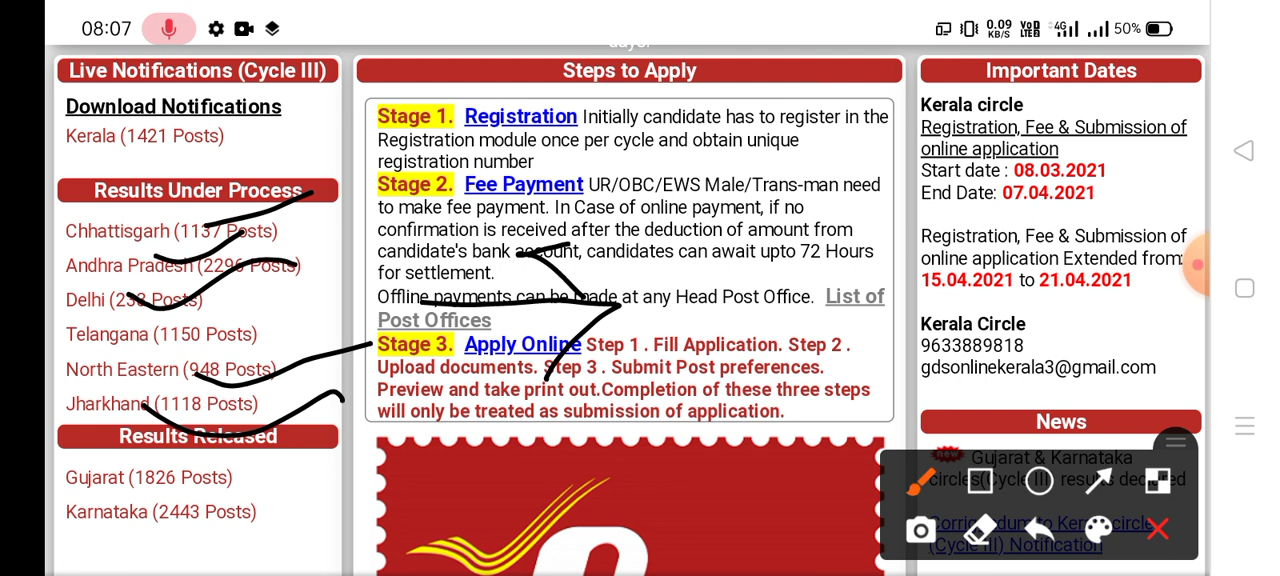 08:07
0.09 KB/S
VoD LTE
4G
50%
days.
Live Notifications (Cycle III)
Download Notifications
Kerala (1421 Posts)
Results Under Process
Chhattisgarh (1137 Posts)
Andhra Pradesh (2296 Posts)
Delhi (233 Posts)
Telangana (1150 Posts)
North Eastern (948 Posts)
Jharkhand (1118 Posts)
Results Released
Gujarat (1826 Posts)
Karnataka (2443 Posts)
Steps to Apply
Stage 1. Registration Initially candidate has to register in the
Registration module once per cycle and obtain unique
registration number
Stage 2. Fee Payment UR/OBC/EWS Male/Trans-man need
to make fee payment. In Case of online payment, if no
confirmation is received after the deduction of amount from
candidate's bank account, candidates can await upto 72 Hours
for settlement.
Offline payments can be made at any Head Post Office. List of
Post Offices
Stage 3. Apply Online Step 1 . Fill Application. Step 2 .
Upload documents. Step 3 . Submit Post preferences.
Preview and take print out.Completion of these three steps
will only be treated as submission of application.
Important Dates
Kerala circle
Registration, Fee & Submission of
online application
Start date : 08.03.2021
End Date: 07.04.2021
Registration, Fee & Submission of
online application Extended from
15.04.2021 to 21.04.2021
Kerala Circle
9633889818
gdsonlinekerala3@gmail.com
News
new Gujarat & Karnataka
circles(Cycle III) results declared
Corrigendum to Kerala circle
(Cycle III) Notification